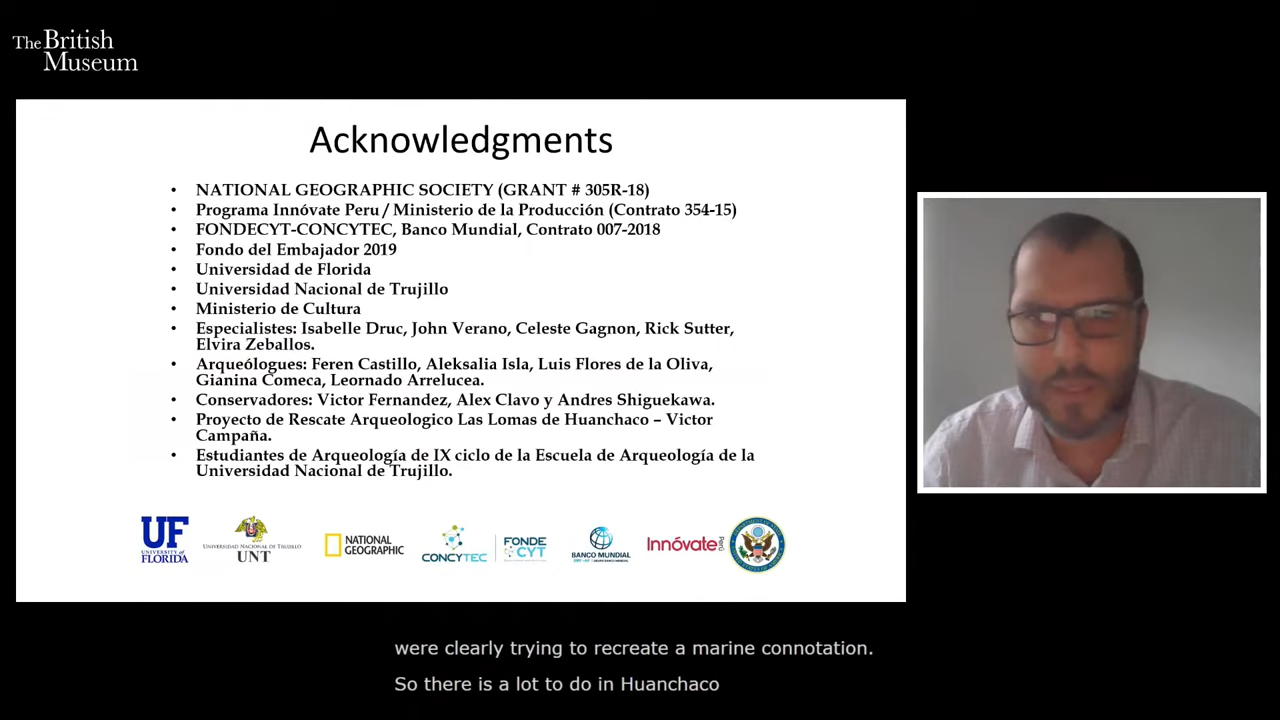 The British
Museum
Acknowledgments
• NATIONAL GEOGRAPHIC SOCIETY (GRANT # 305R-18)
• Programa Innóvate Peru / Ministerio de la Producción (Contrato 354-15)
• FONDECYT-CONCYTEC, Banco Mundial, Contrato 007-2018
• Fondo del Embajador 2019
• Universidad de Florida
• Universidad Nacional de Trujillo
• Ministerio de Cultura
• Especialistes: Isabelle Druc, John Verano, Celeste Gagnon, Rick Sutter,
Elvira Zeballos.
• Arqueólogues: Feren Castillo, Aleksalia Isla, Luis Flores de la Oliva,
Gianina Comeca, Leornado Arrelucea.
• Conservadores: Victor Fernandez, Alex Clavo y Andres Shiguekawa.
• Proyecto de Rescate Arqueologico Las Lomas de Huanchaco – Victor
Campaña.
• Estudiantes de Arqueología de IX ciclo de la Escuela de Arqueología de la
Universidad Nacional de Trujillo.
UF
UNIVERSITY of
FLORIDA
UNIVERSIDAD NACIONAL DE TRUJILLO
UNT
NATIONAL
GEOGRAPHIC
CONCYTEC
FONDE
CYT
BANCO MUNDIAL
Innóvate Perú
were clearly trying to recreate a marine connotation.
So there is a lot to do in Huanchaco